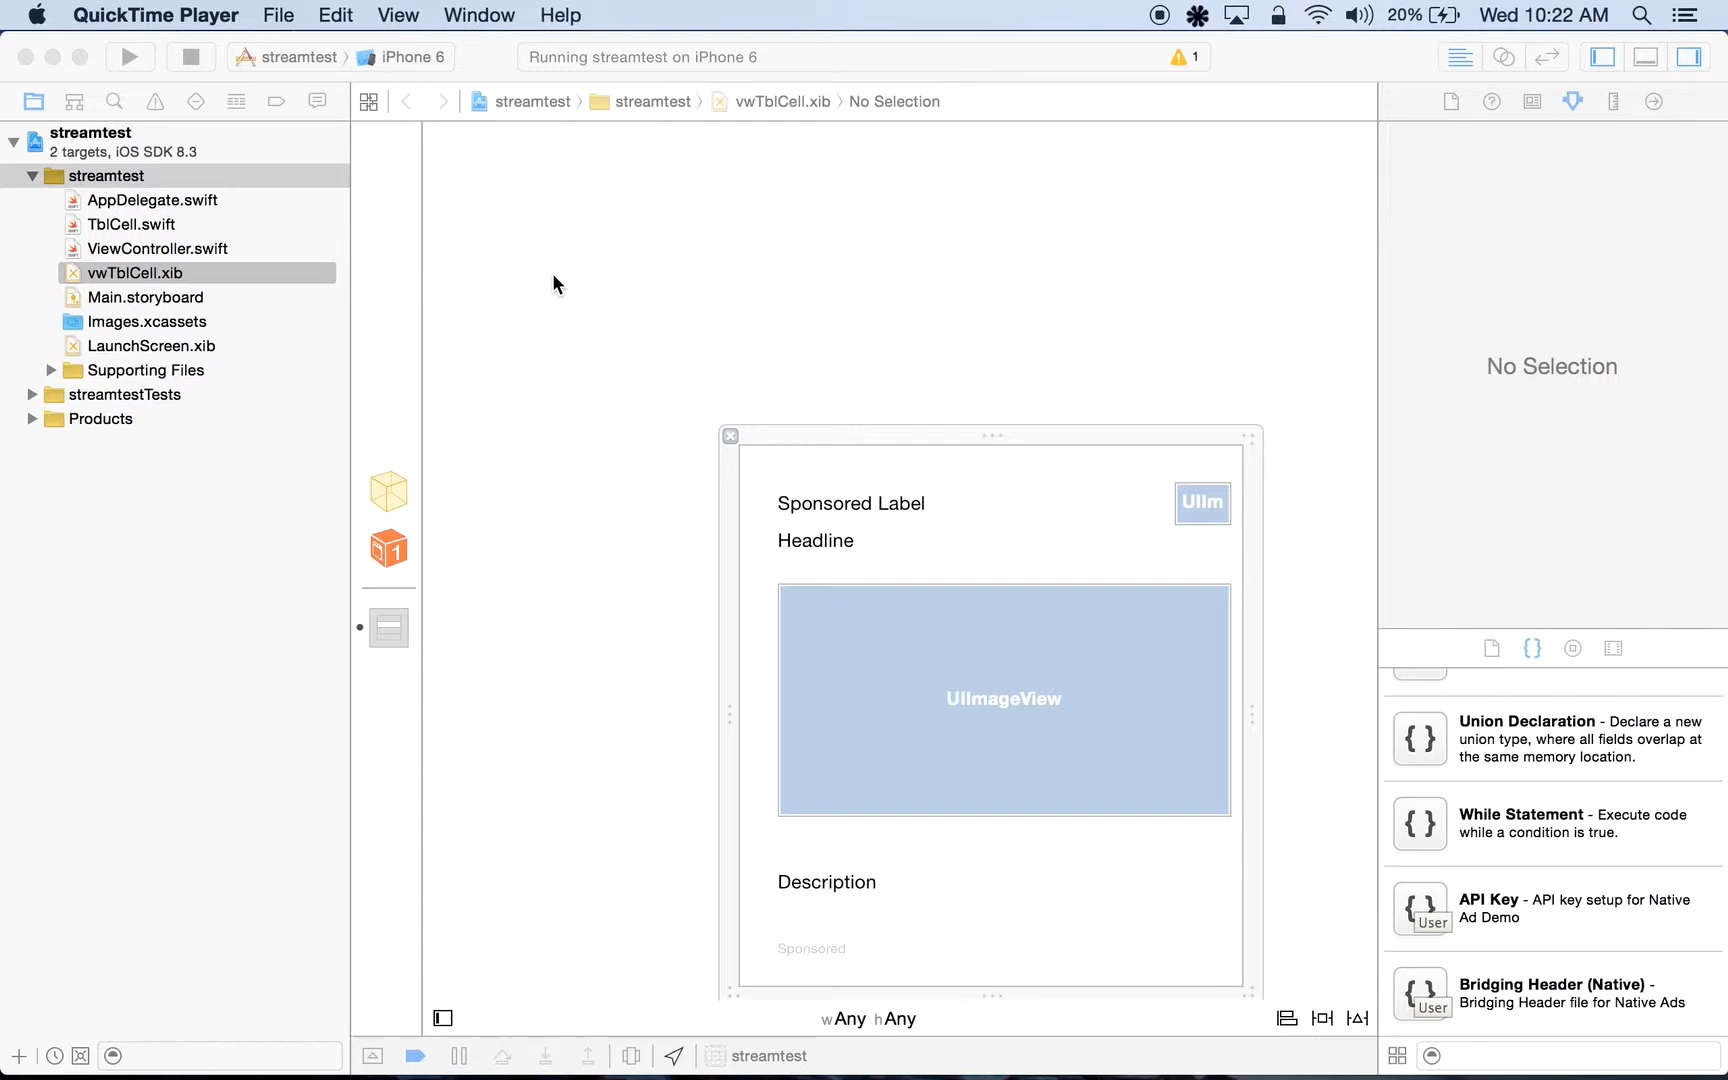 QuickTime Player File Edit View Window Help 20% Wed 10:22 AM
streamtest iPhone 6 Running streamtest on iPhone 6 1
streamtest streamtest vwTblCell.xib No Selection
streamtest
2 targets, iOS SDK 8.3
streamtest
AppDelegate.swift
TblCell.swift
ViewController.swift
vwTblCell.xib
Main.storyboard
Images.xcassets
LaunchScreen.xib
Supporting Files
streamtestTests
Products
1
Sponsored Label
UIIm
Headline
UIImageView
Description
Sponsored
wAny hAny
streamtest
No Selection
{ }
Union Declaration - Declare a new
union type, where all fields overlap at
the same memory location.
{ }
While Statement - Execute code
while a condition is true.
{ }
User
API Key - API key setup for Native
Ad Demo
{ }
User
Bridging Header (Native) -
Bridging Header file for Native Ads